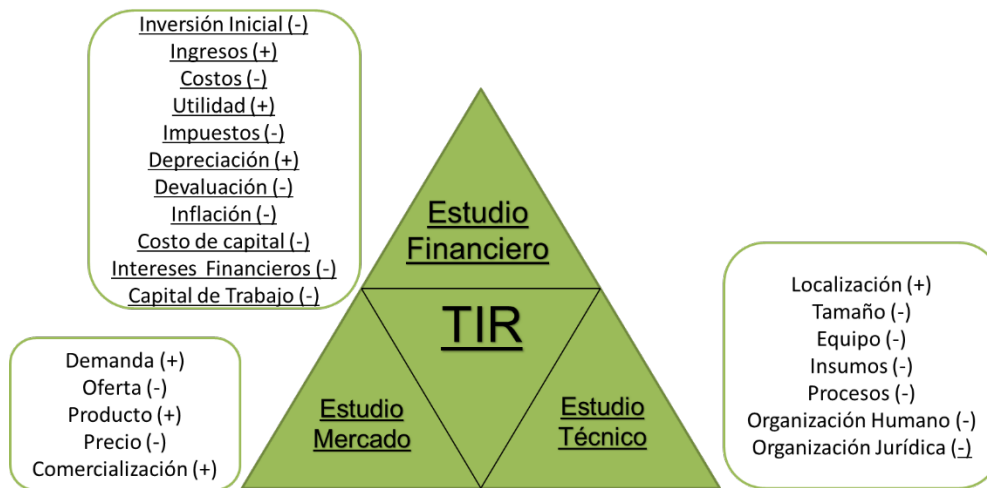 Inversión Inicial (-)
Ingresos (+)
Costos (-)
Utilidad (+)
Impuestos (-)
Depreciación (+)
Devaluación (-)
Inflación (-)
Costo de capital (-)
Intereses Financieros (-)
Capital de Trabajo (-)
Estudio
Financiero
TIR
Demanda (+)
Oferta (-)
Producto (+)
Precio (-)
Comercialización (+)
Estudio
Mercado
Estudio
Técnico
Localización (+)
Tamaño (-)
Equipo (-)
Insumos (-)
Procesos (-)
Organización Humano (-)
Organización Jurídica (-)